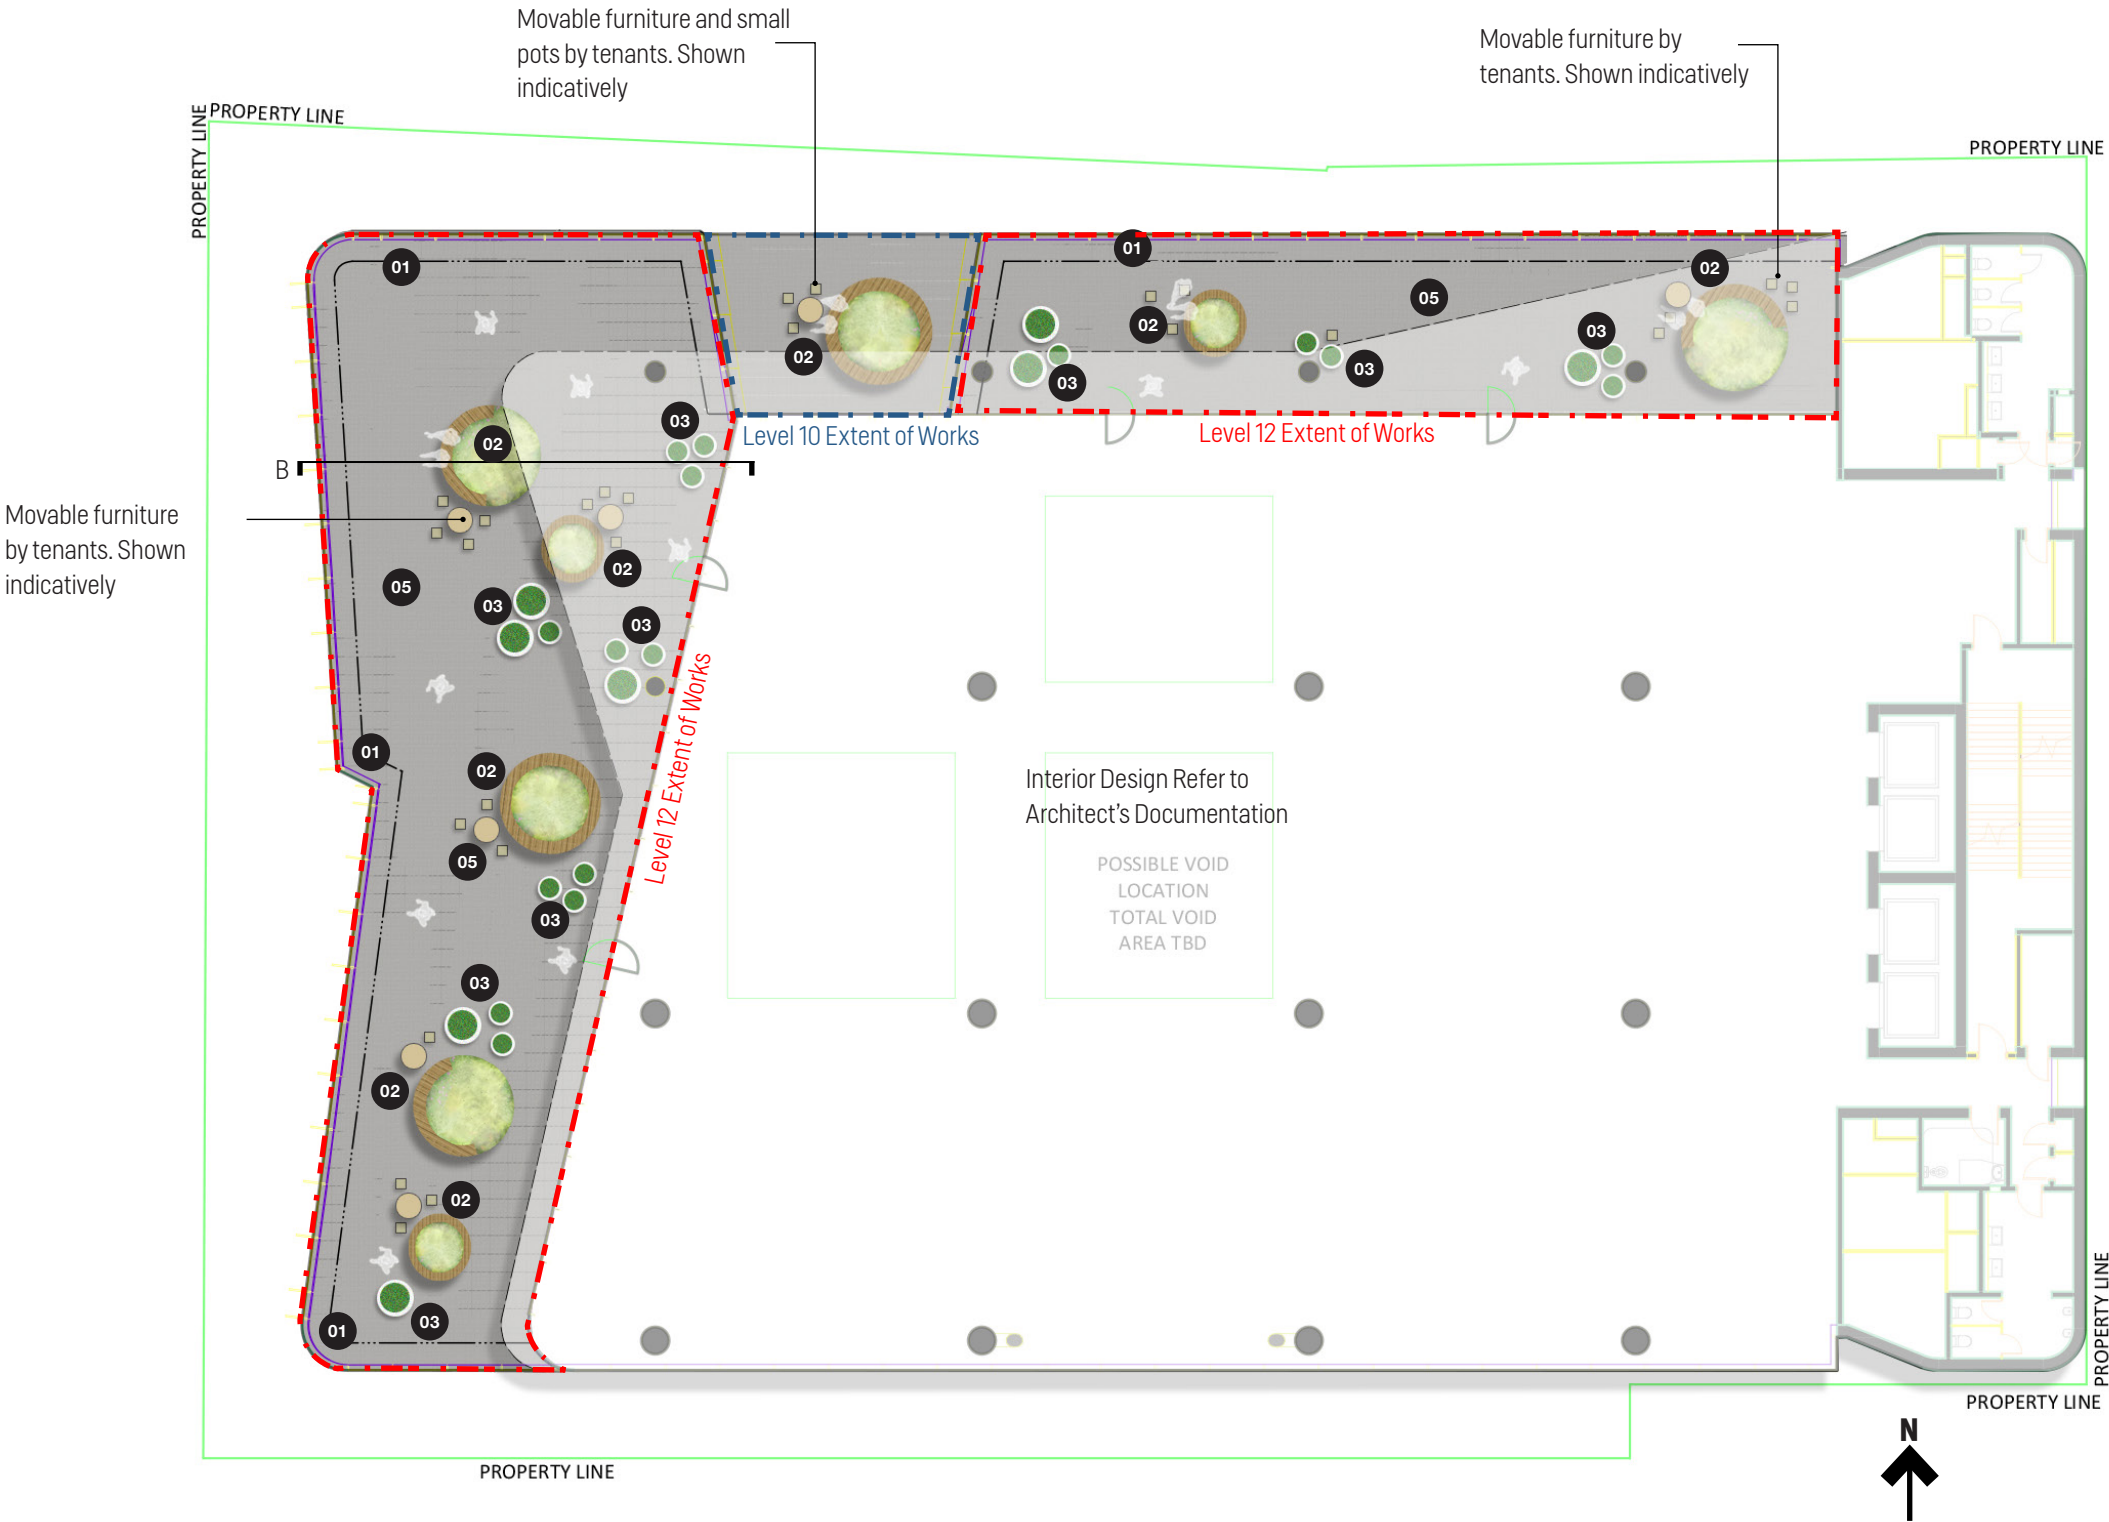 Movable furniture and small
pots by tenants. Shown
indicatively
Movable furniture by
tenants. Shown indicatively
PROPERTY LINE
PROPERTY LINE
PROPERTY LINE
01
01
02
05
02
02
03
03
03
03
Level 10 Extent of Works
Level 12 Extent of Works
02
B
Movable furniture
by tenants. Shown
indicatively
02
05
03
03
Level 12 Extent of Works
01
02
05
03
Interior Design Refer to
Architect's Documentation
POSSIBLE VOID
LOCATION
TOTAL VOID
AREA TBD
03
02
02
03
01
PROPERTY LINE
PROPERTY LINE
PROPERTY LINE
N